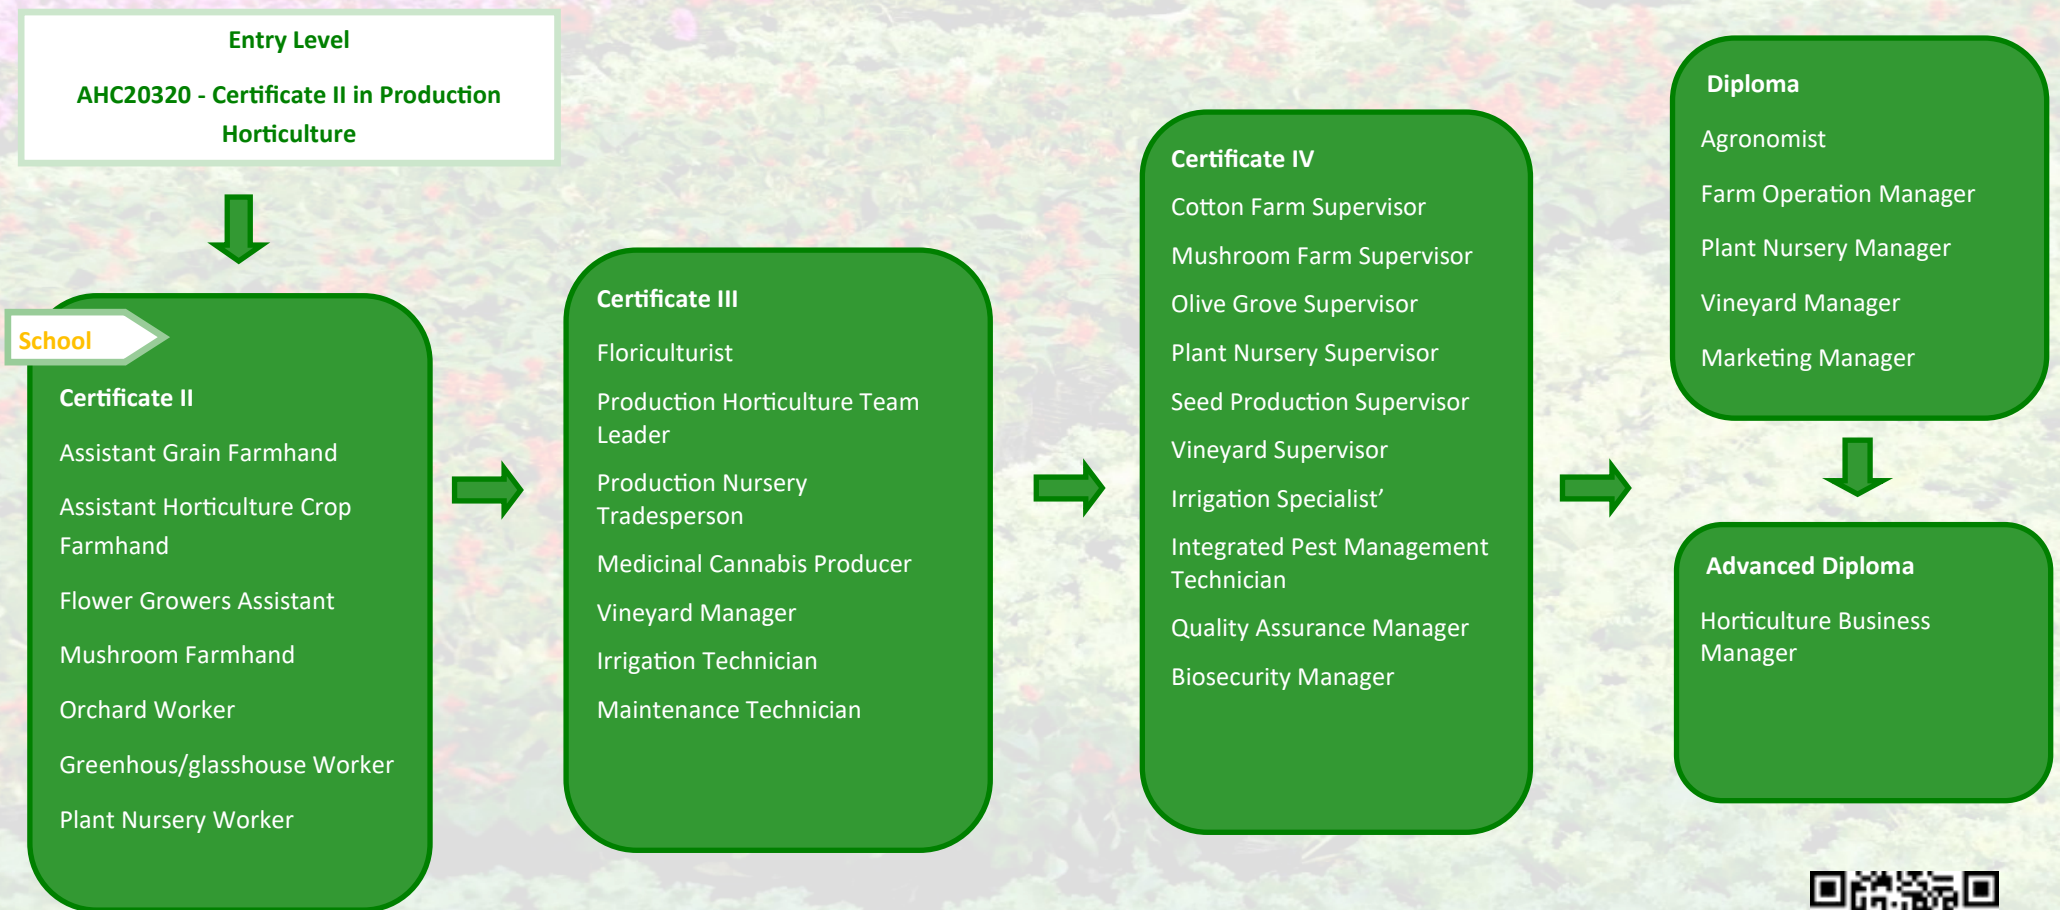 Entry Level
AHC20320 - Certificate II in Production
Horticulture
School
Certificate II
Assistant Grain Farmhand
Assistant Horticulture Crop
Farmhand
Flower Growers Assistant
Mushroom Farmhand
Orchard Worker
Greenhous/glasshouse Worker
Plant Nursery Worker
Certificate III
Floriculturist
Production Horticulture Team
Leader
Production Nursery
Tradesperson
Medicinal Cannabis Producer
Vineyard Manager
Irrigation Technician
Maintenance Technician
Certificate IV
Cotton Farm Supervisor
Mushroom Farm Supervisor
Olive Grove Supervisor
Plant Nursery Supervisor
Seed Production Supervisor
Vineyard Supervisor
Irrigation Specialist’
Integrated Pest Management
Technician
Quality Assurance Manager
Biosecurity Manager
Diploma
Agronomist
Farm Operation Manager
Plant Nursery Manager
Vineyard Manager
Marketing Manager
Advanced Diploma
Horticulture Business
Manager